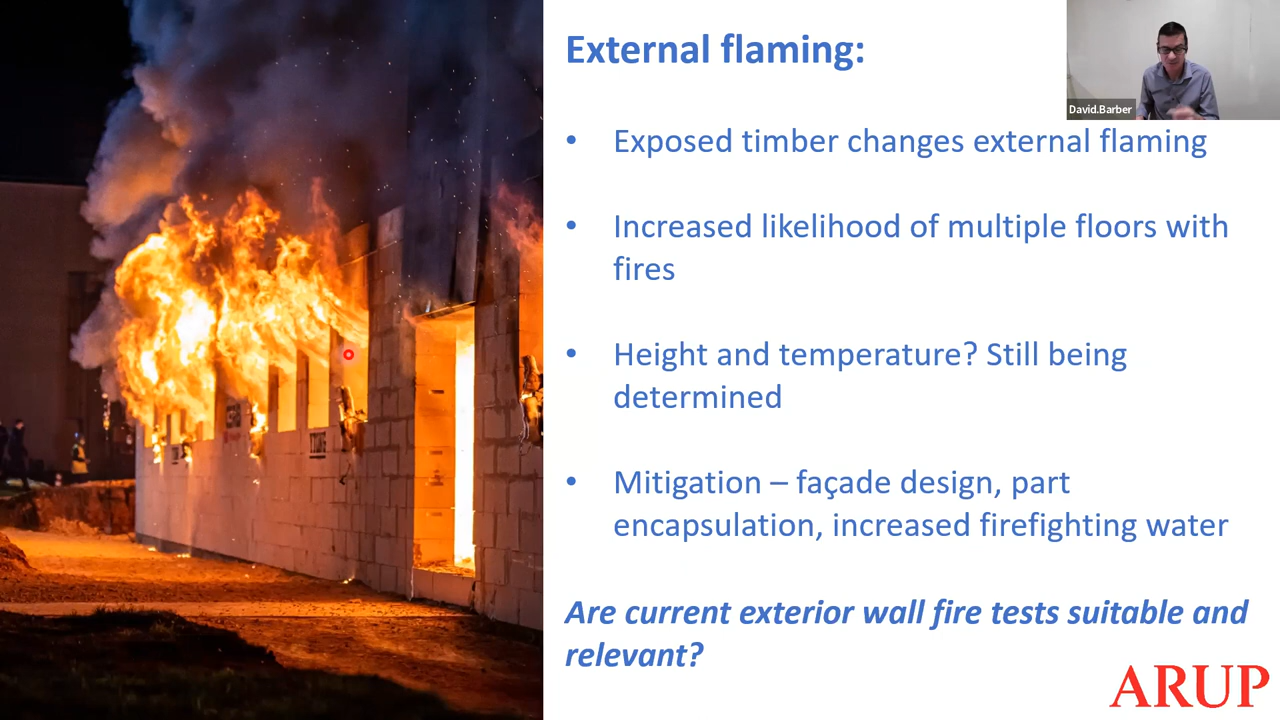 External flaming:
David.Barber
• Exposed timber changes external flaming
• Increased likelihood of multiple floors with
fires
• Height and temperature? Still being
determined
• Mitigation – façade design, part
encapsulation, increased firefighting water
Are current exterior wall fire tests suitable and
relevant?
ARUP